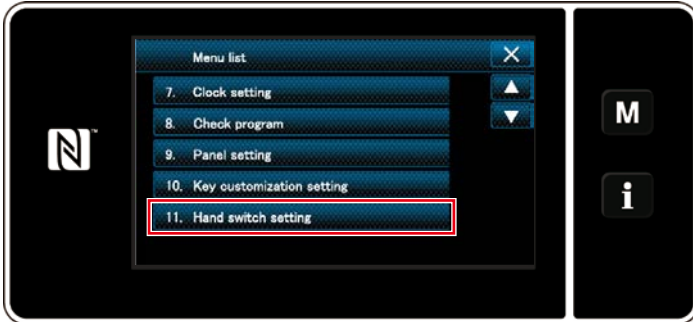 Menu list
7. Clock setting
8. Check program
9. Panel setting
10. Key customization setting
11. Hand switch setting
M
i
N